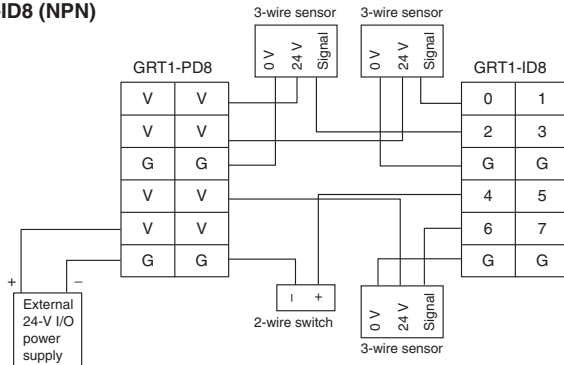 -ID8 (NPN)
3-wire sensor
3-wire sensor
0 V
24 V
Signal
0 V
24 V
Signal
GRT1-PD8
GRT1-ID8
V V
0 1
V V
2 3
G G
G G
V V
4 5
V V
6 7
G G
G G
+ −
External
24-V I/O
power
supply
− +
2-wire switch
0 V
24 V
Signal
3-wire sensor